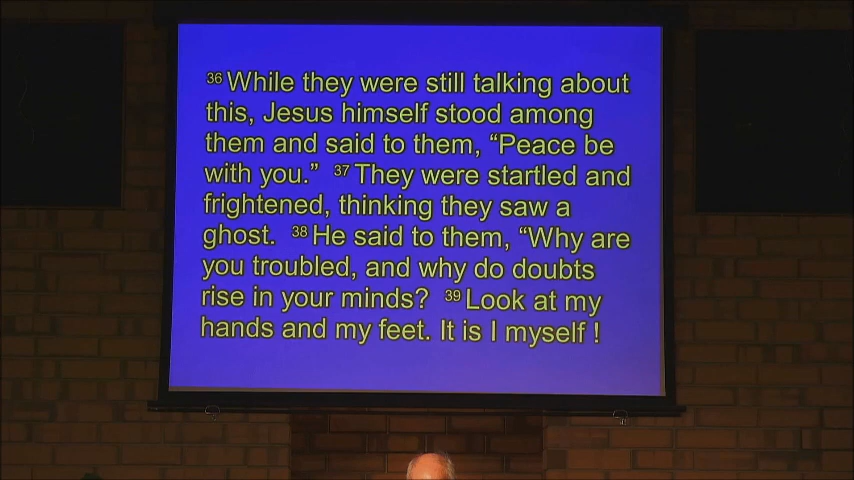 36 While they were still talking about
this, Jesus himself stood among
them and said to them, “Peace be
with you.” 37 They were startled and
frightened, thinking they saw a
ghost. 38 He said to them, “Why are
you troubled, and why do doubts
rise in your minds? 39 Look at my
hands and my feet. It is I myself !